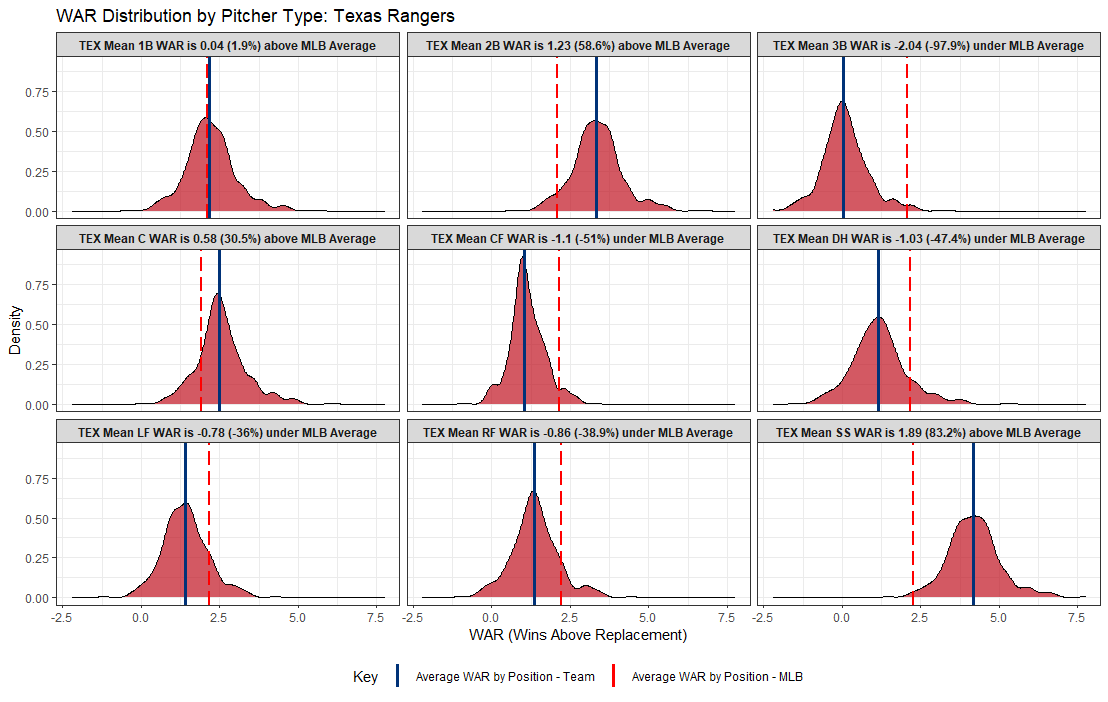 WAR Distribution by Pitcher Type: Texas Rangers
TEX Mean 1B WAR is 0.04 (1.9%) above MLB Average
TEX Mean 2B WAR is 1.23 (58.6%) above MLB Average
TEX Mean 3B WAR is -2.04 (-97.9%) under MLB Average
0.75
0.50
0.25
0.00
TEX Mean C WAR is 0.58 (30.5%) above MLB Average
TEX Mean CF WAR is -1.1 (-51%) under MLB Average
TEX Mean DH WAR is -1.03 (-47.4%) under MLB Average
0.75
0.50
0.25
0.00
Density
TEX Mean LF WAR is -0.78 (-36%) under MLB Average
TEX Mean RF WAR is -0.86 (-38.9%) under MLB Average
TEX Mean SS WAR is 1.89 (83.2%) above MLB Average
0.75
0.50
0.25
0.00
-2.5 0.0 2.5 5.0 7.5 -2.5 0.0 2.5 5.0 7.5 -2.5 0.0 2.5 5.0 7.5
WAR (Wins Above Replacement)
Key Average WAR by Position - Team Average WAR by Position - MLB